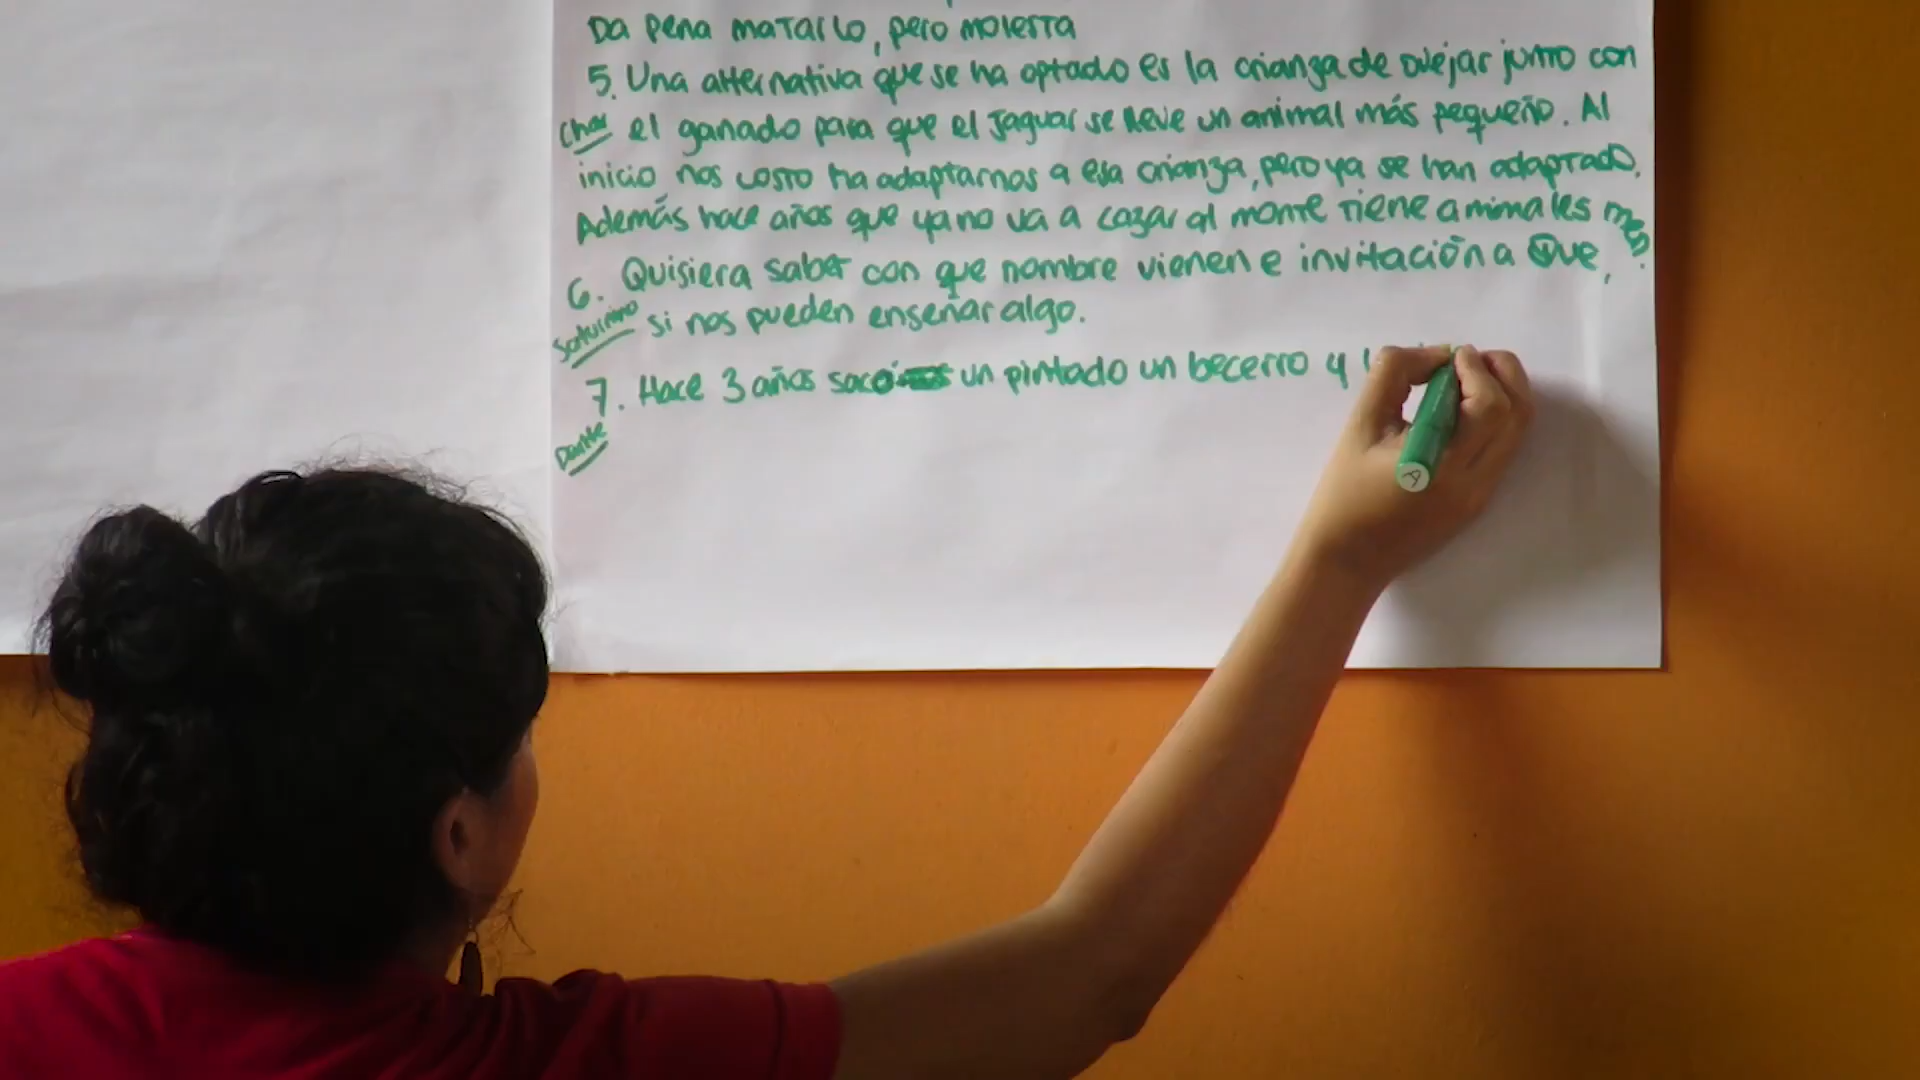 Da pena matarlo, pero molesta
5. Una alternativa que se ha optado es la crianza de ovejas junto con
Char el ganado para que el Jaguar se lleve un animal más pequeño. Al
inicio nos costo ha adaptarnos a esa crianza, pero ya se han adaptado.
Además hace años que ya no va a cazar al monte tiene animales men.
6. Quisiera saber con que nombre vienen e invitación a que,
Saturnino si nos pueden enseñar algo.
7. Hace 3 años saco un pintado un becerro y
Dante
A